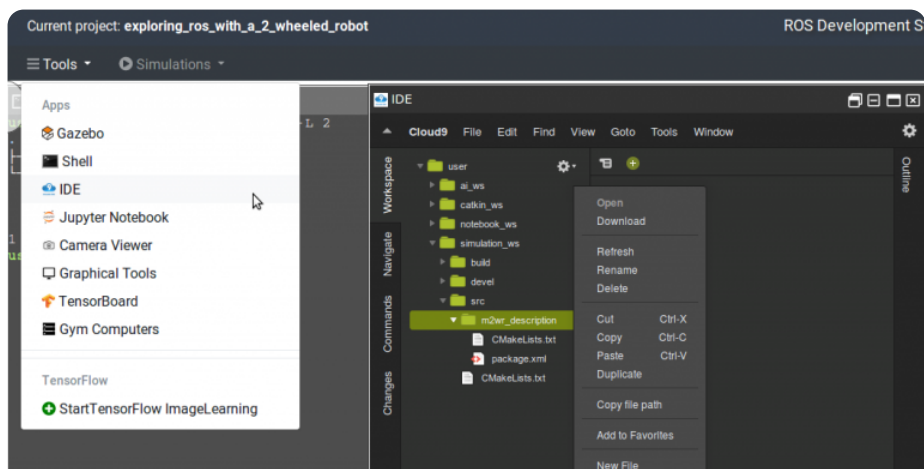 Current project: exploring_ros_with_a_2_wheeled_robot
ROS Development S
Tools
Simulations
Apps
Gazebo
Shell
IDE
Jupyter Notebook
Camera Viewer
Graphical Tools
TensorBoard
Gym Computers
TensorFlow
StartTensorFlow ImageLearning
L 2
IDE
Cloud9 File Edit Find View Goto Tools Window
Workspace
Navigate
Commands
Changes
user
ai_ws
catkin_ws
notebook_ws
simulation_ws
build
devel
src
m2wr_description
CMakeLists.txt
package.xml
CMakeLists.txt
Open
Download
Refresh
Rename
Delete
Cut Ctrl-X
Copy Ctrl-C
Paste Ctrl-V
Duplicate
Copy file path
Add to Favorites
New File
Outline